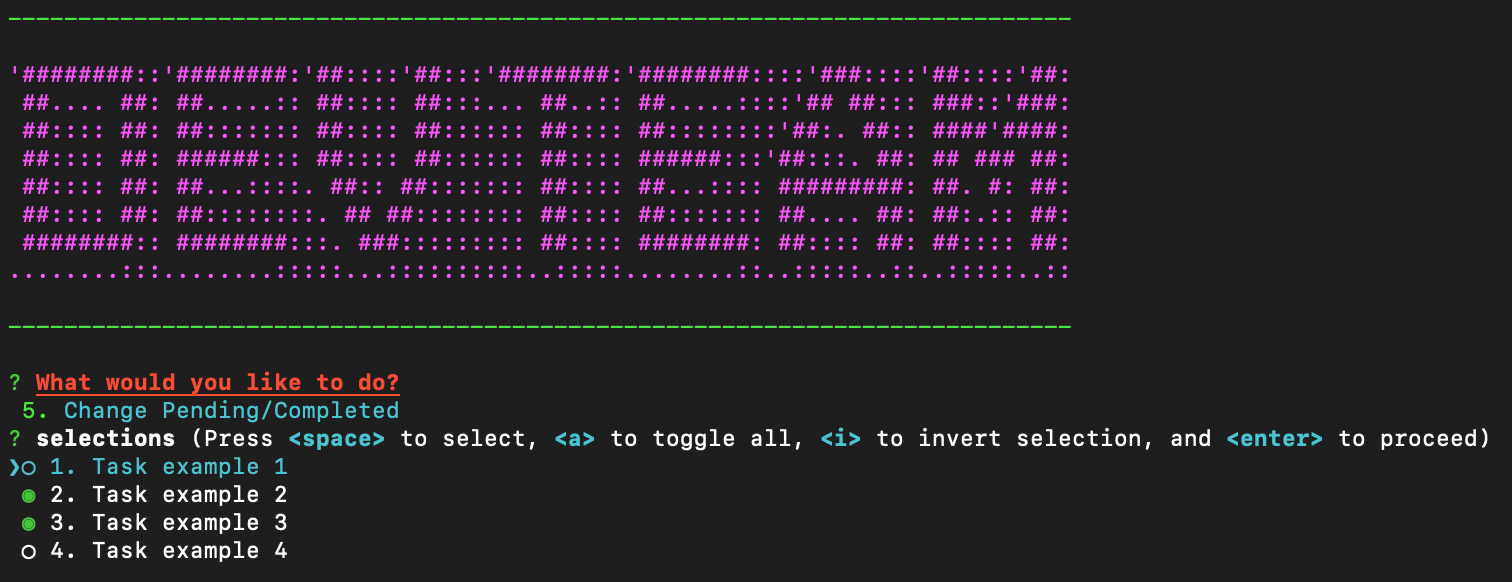 DEVTEAM
? What would you like to do?
5. Change Pending/Completed
? selections (Press <space> to select, <a> to toggle all, <i> to invert selection, and <enter> to proceed)
❯◯ 1. Task example 1
◉ 2. Task example 2
◉ 3. Task example 3
◯ 4. Task example 4